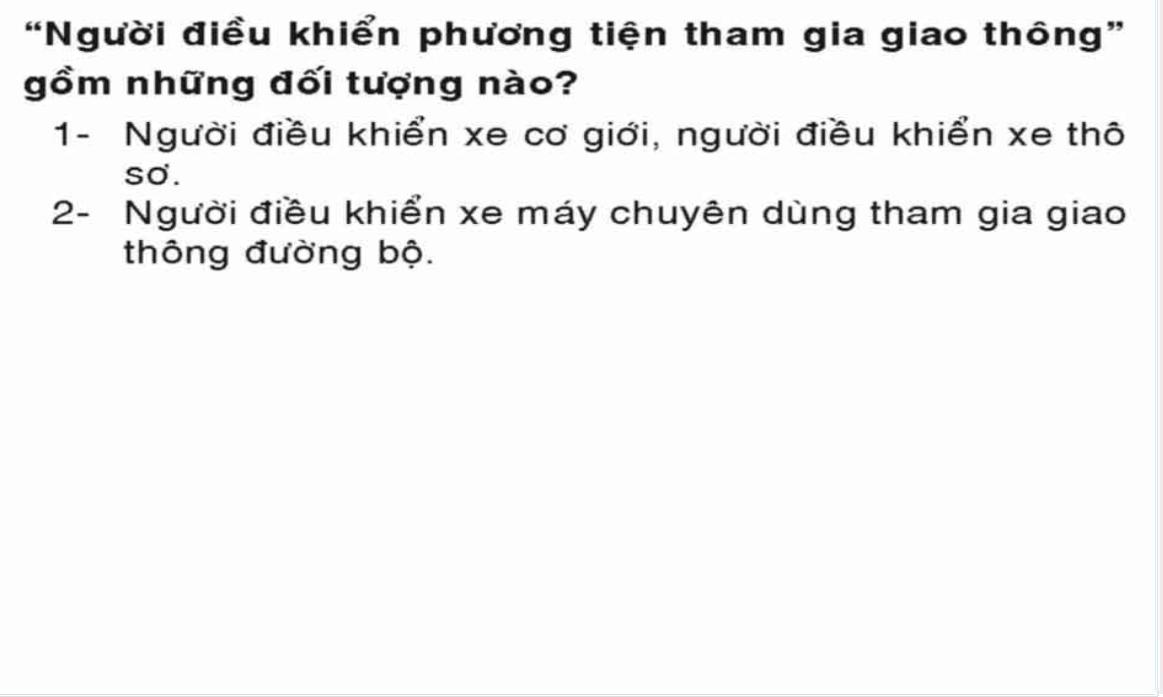 “Người điều khiển phương tiện tham gia giao thông”
gồm những đối tượng nào?
1- Người điều khiển xe cơ giới, người điều khiển xe thô
sơ.
2- Người điều khiển xe máy chuyên dùng tham gia giao
thông đường bộ.